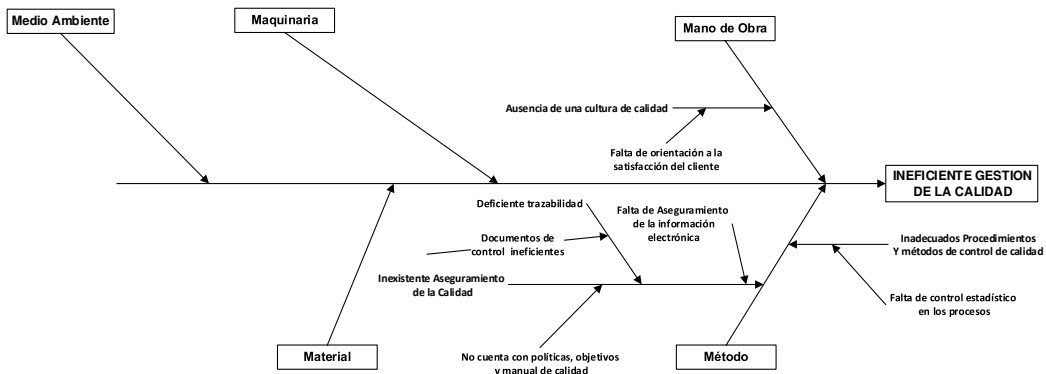 Medio Ambiente
Maquinaria
Mano de Obra
Ausencia de una cultura de calidad
Falta de orientación a la
satisfacción del cliente
INEFICIENTE GESTION
DE LA CALIDAD
Deficiente trazabilidad
Falta de Aseguramiento
de la información
electrónica
Documentos de
control ineficientes
Inadecuados Procedimientos
Y métodos de control de calidad
Inexistente Aseguramiento
de la Calidad
Falta de control estadístico
en los procesos
Material
No cuenta con políticas, objetivos
y manual de calidad
Método